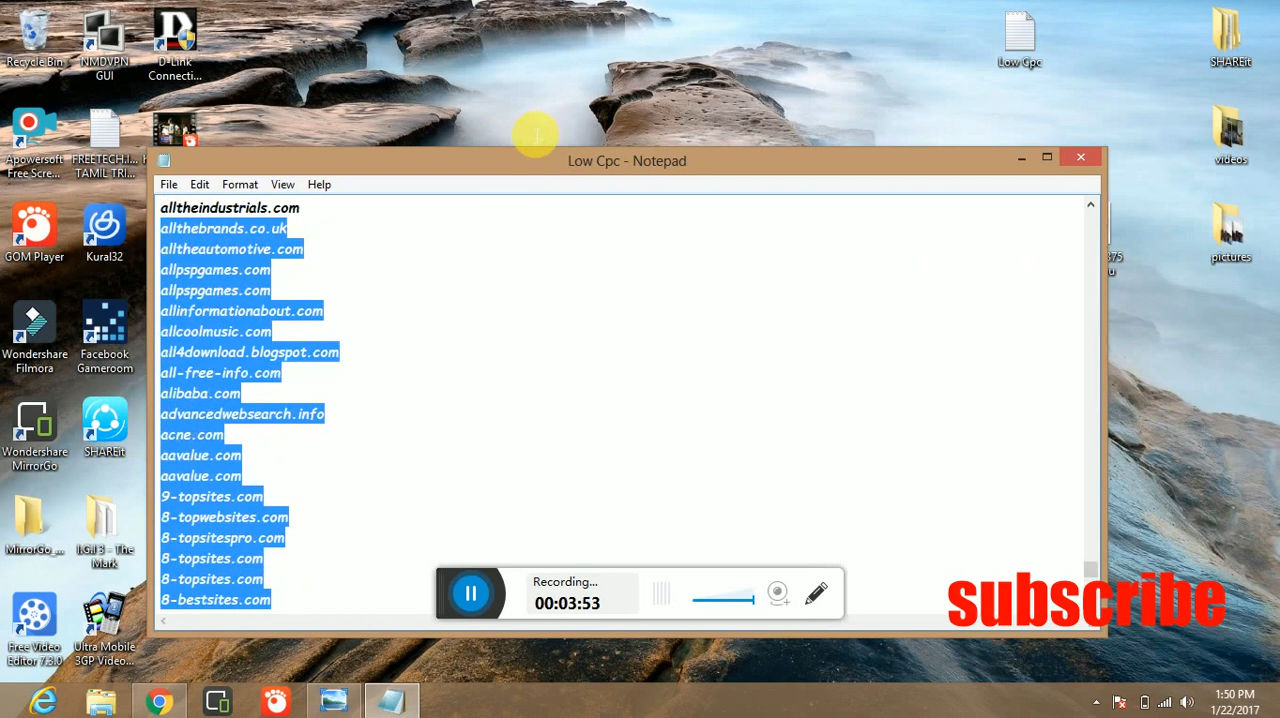 Recycle Bin
NMDVPN
GUI
D-Link
Connecti...
Low Cpc
SHAREit
Apowersoft
Free Scre...
FREETECH.I...
TAMIL TRI...
videos
Low Cpc - Notepad
File Edit Format View Help
alltheindustrials.com
allthebrands.co.uk
alltheautomotive.com
allpspgames.com
allpspgames.com
allinformationabout.com
allcoolmusic.com
all4download.blogspot.com
all-free-info.com
alibaba.com
advancedwebsearch.info
acne.com
aavalue.com
aavalue.com
9-topsites.com
8-topwebsites.com
8-topsitespro.com
8-topsites.com
8-topsites.com
8-bestsites.com
GOM Player
Kural32
pictures
Wondershare
Filmora
Facebook
Gameroom
Wondershare
MirrorGo
SHAREit
MirrorGo_...
I.G.I 3 - The
Mark
Free Video
Editor 7.3.0
Ultra Mobile
3GP Video...
Recording...
00:03:53
subscribe
1:50 PM
1/22/2017